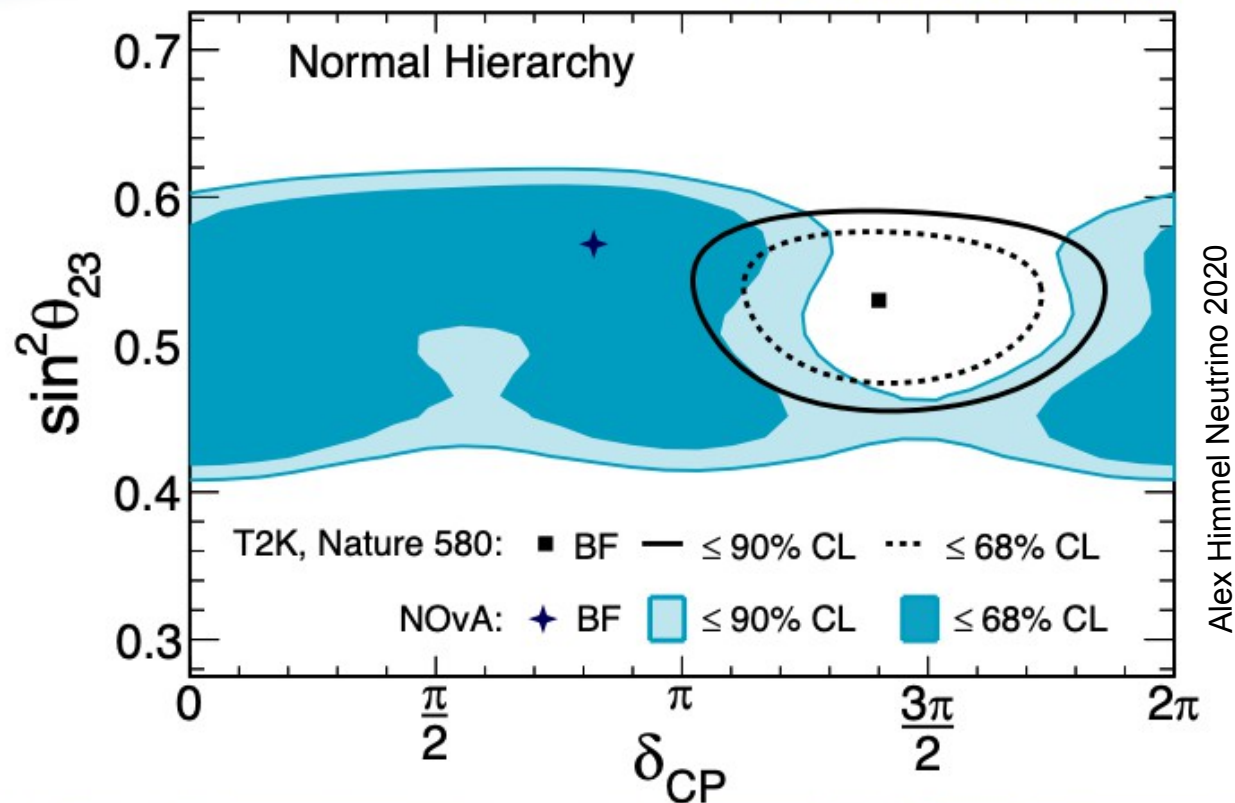 Normal Hierarchy
0.7
0.6
0.5
0.4
0.3
sin²θ₂₃
T2K, Nature 580: BF ≤ 90% CL ≤ 68% CL
NOvA: BF ≤ 90% CL ≤ 68% CL
0 π/2 π 3π/2 2π
δCP
Alex Himmel Neutrino 2020